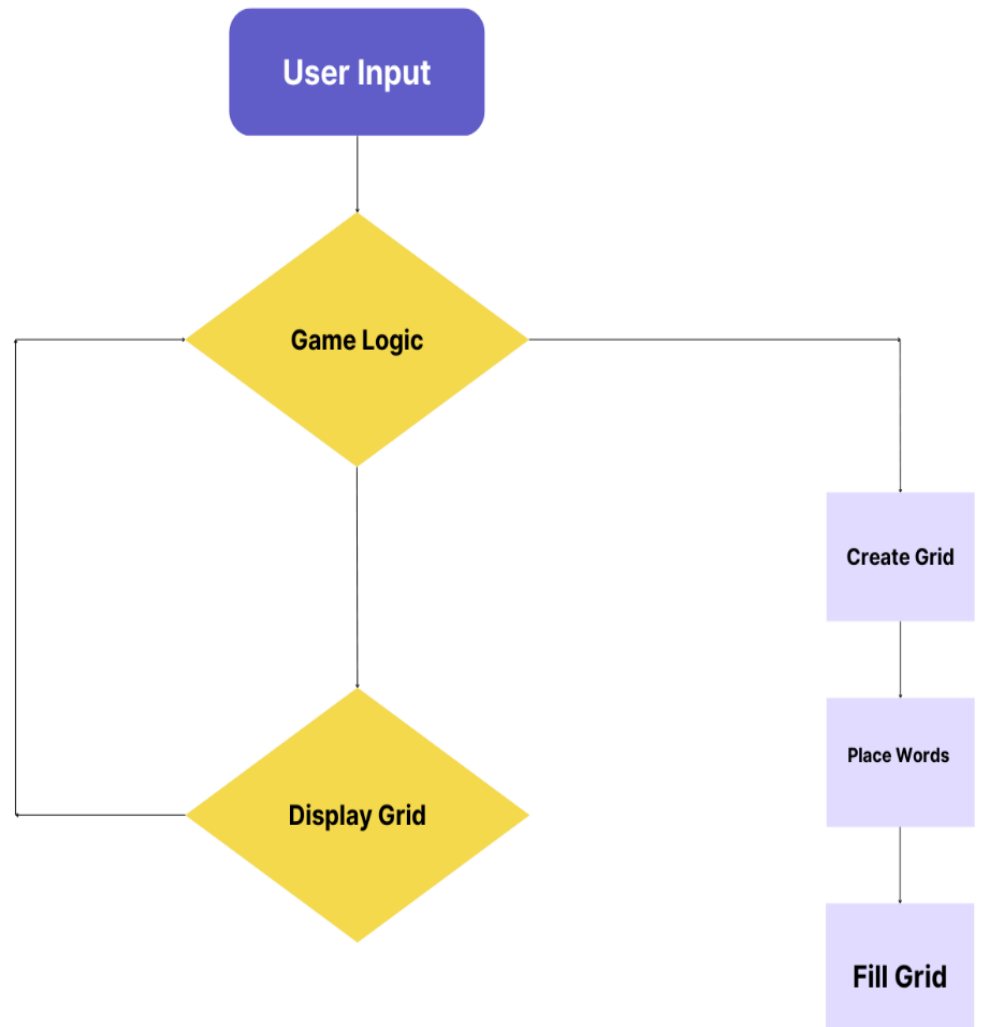 User Input
Game Logic
Create Grid
Place Words
Display Grid
Fill Grid